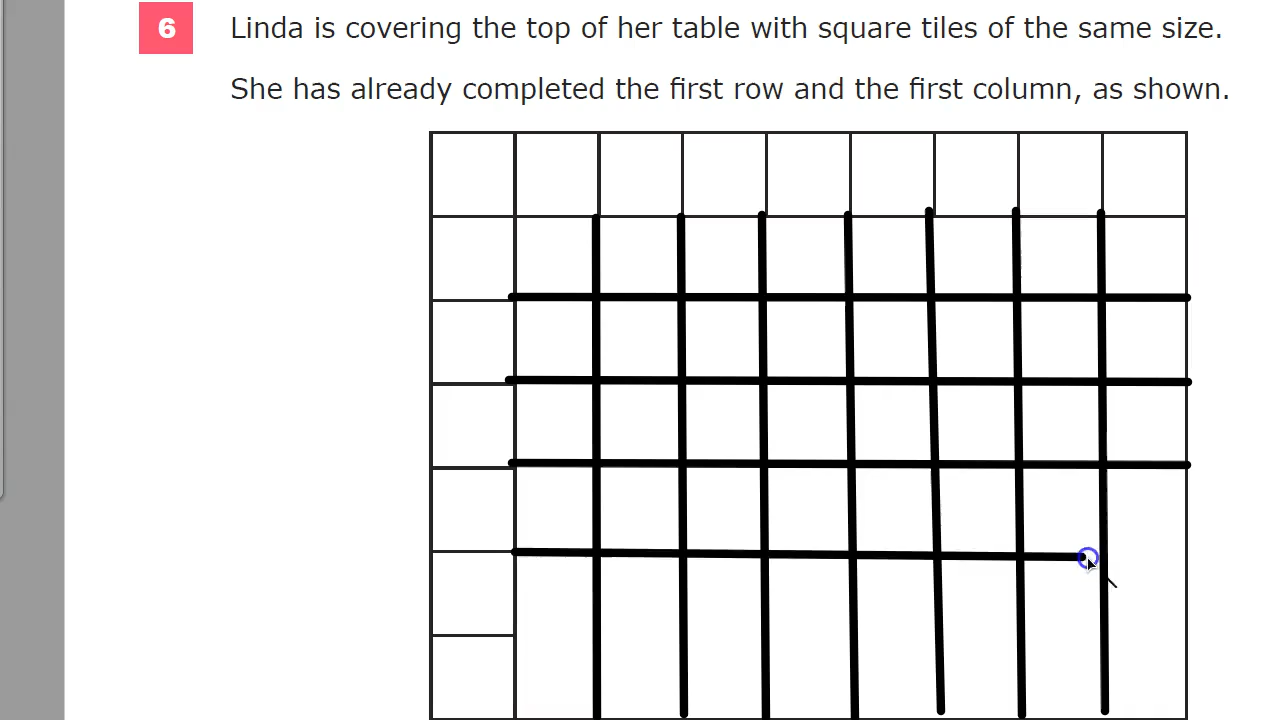 6
Linda is covering the top of her table with square tiles of the same size.
She has already completed the first row and the first column, as shown.